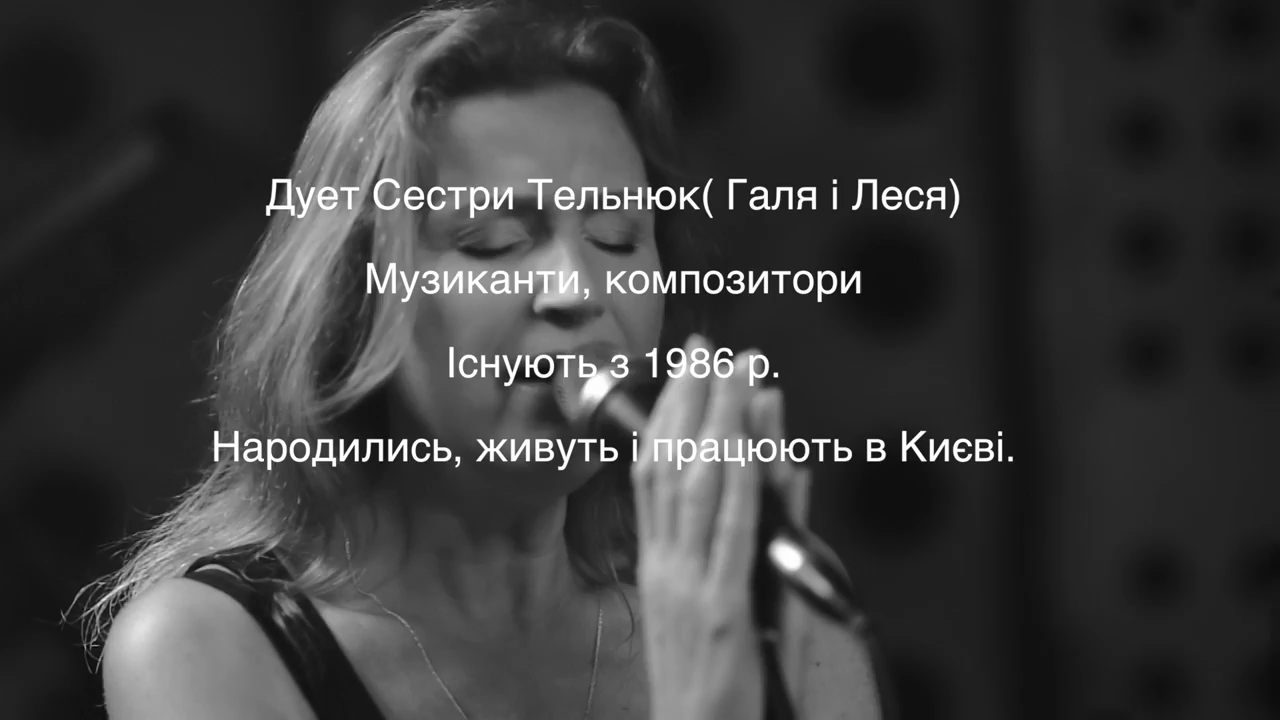 Дует Сестри Тельнюк( Галя і Леся)
Музиканти, композитори
Існують з 1986 р.
Народились, живуть і працюють в Києві.